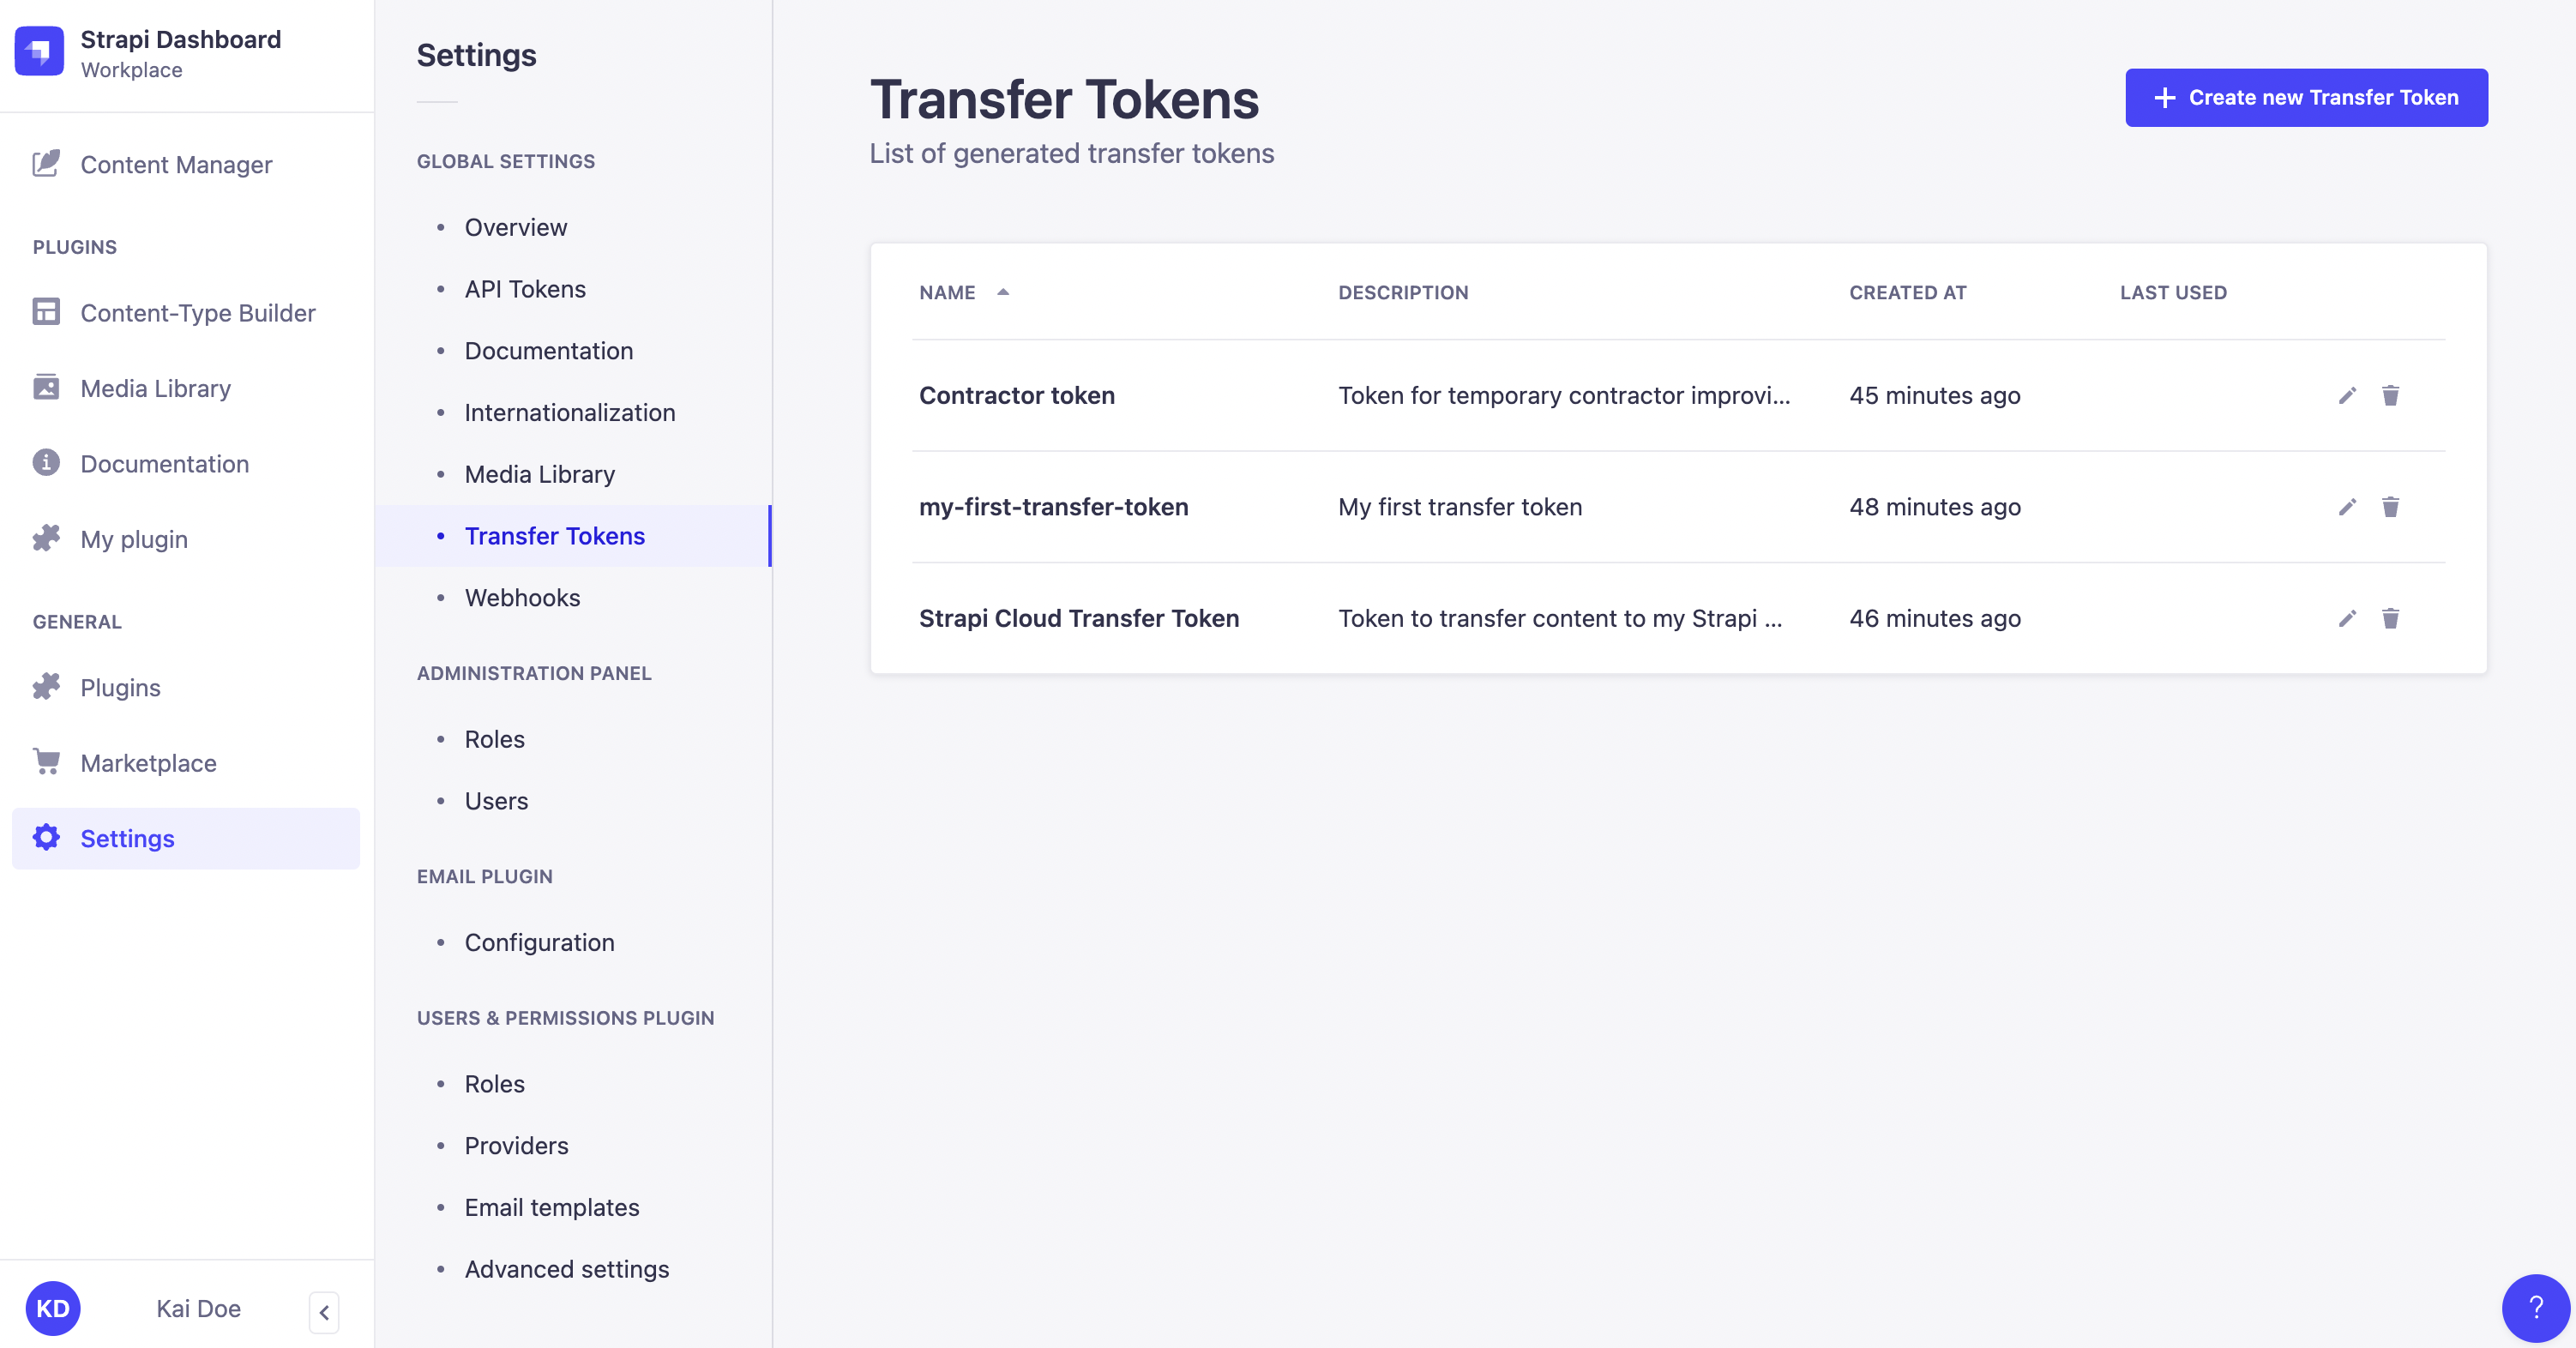 Strapi Dashboard
Workplace
Content Manager
PLUGINS
Content-Type Builder
Media Library
Documentation
My plugin
GENERAL
Plugins
Marketplace
Settings
KD
Kai Doe
Settings
GLOBAL SETTINGS
Overview
API Tokens
Documentation
Internationalization
Media Library
Transfer Tokens
Webhooks
ADMINISTRATION PANEL
Roles
Users
EMAIL PLUGIN
Configuration
USERS & PERMISSIONS PLUGIN
Roles
Providers
Email templates
Advanced settings
Transfer Tokens
List of generated transfer tokens
Create new Transfer Token
NAME DESCRIPTION CREATED AT LAST USED
Contractor token Token for temporary contractor improvi... 45 minutes ago
my-first-transfer-token My first transfer token 48 minutes ago
Strapi Cloud Transfer Token Token to transfer content to my Strapi ... 46 minutes ago
?